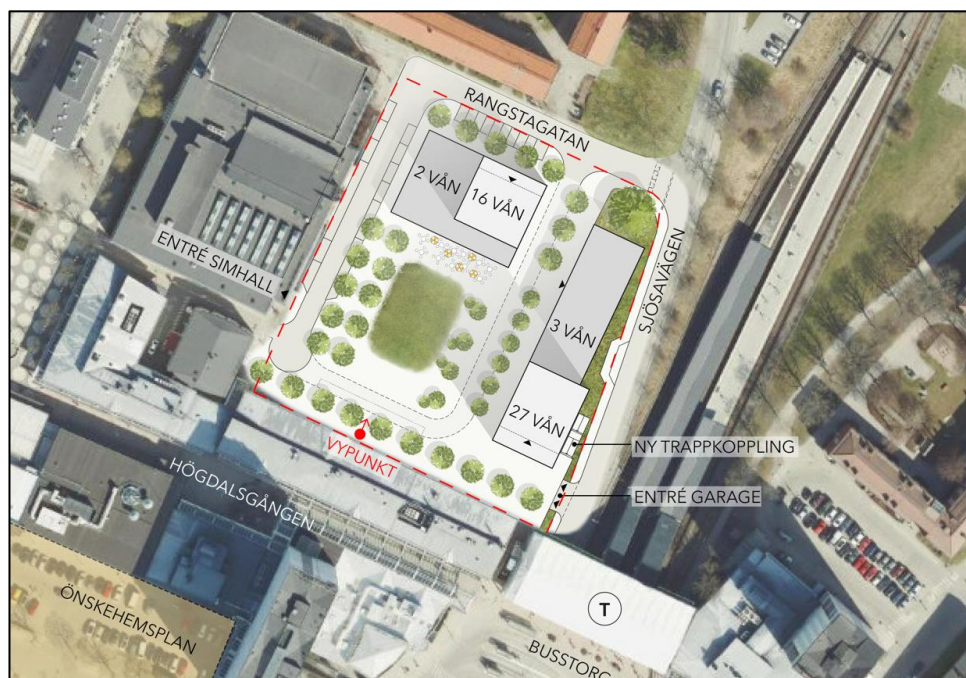 RANGSTAGATAN
2 VÅN
16 VÅN
ENTRÉ SIMHALL
SJÖSAVÄGEN
3 VÅN
27 VÅN
VYPUNKT
NY TRAPPKOPPLING
HÖGDALSGÅNGEN
ENTRÉ GARAGE
ÖNSKEHEMSPLAN
T
BUSSTORG